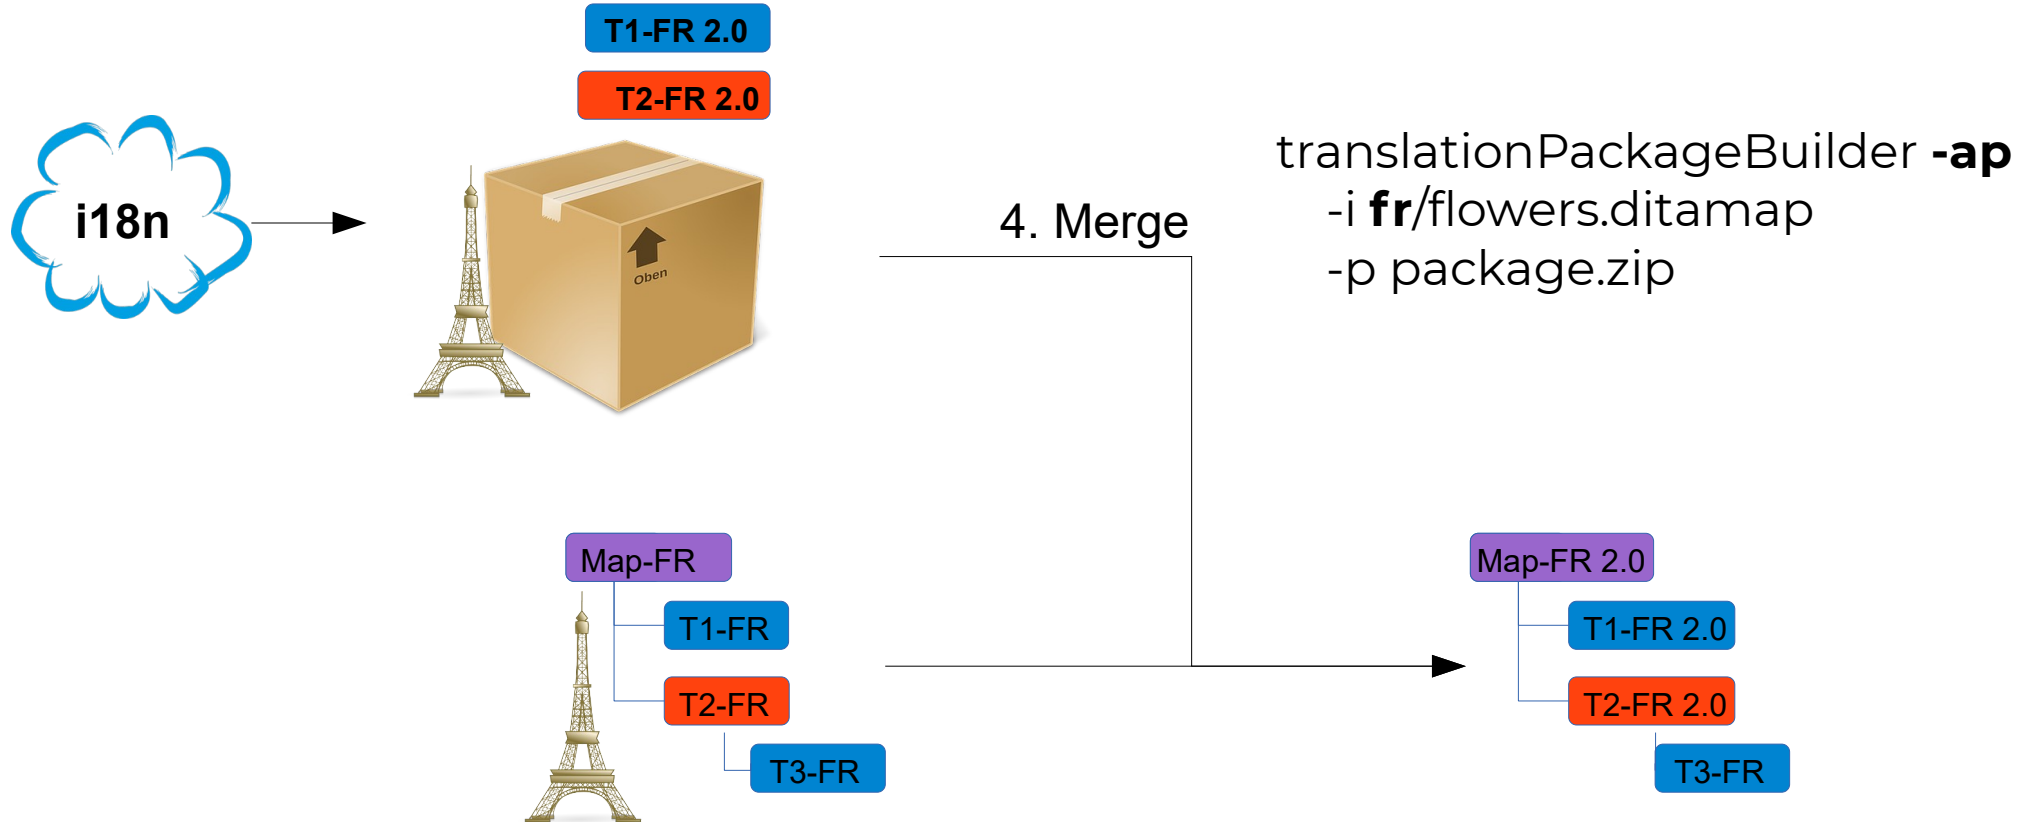 T1-FR 2.0
T2-FR 2.0
i18n
Oben
4. Merge
translationPackageBuilder -ap
-i fr/flowers.ditamap
-p package.zip
Map-FR
T1-FR
T2-FR
T3-FR
Map-FR 2.0
T1-FR 2.0
T2-FR 2.0
T3-FR